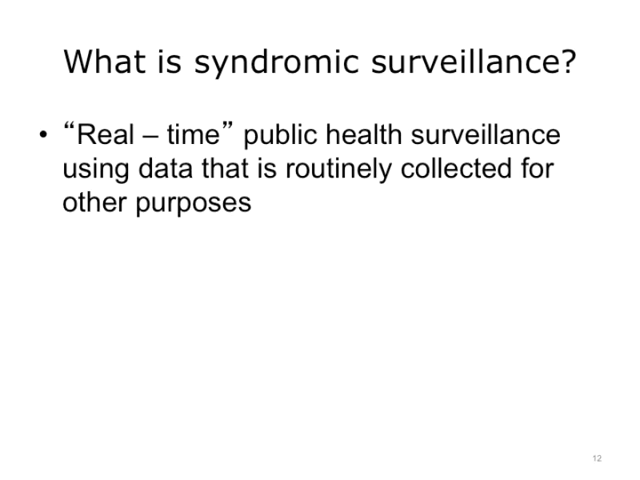 What is syndromic surveillance?
• “Real – time” public health surveillance
using data that is routinely collected for
other purposes
12